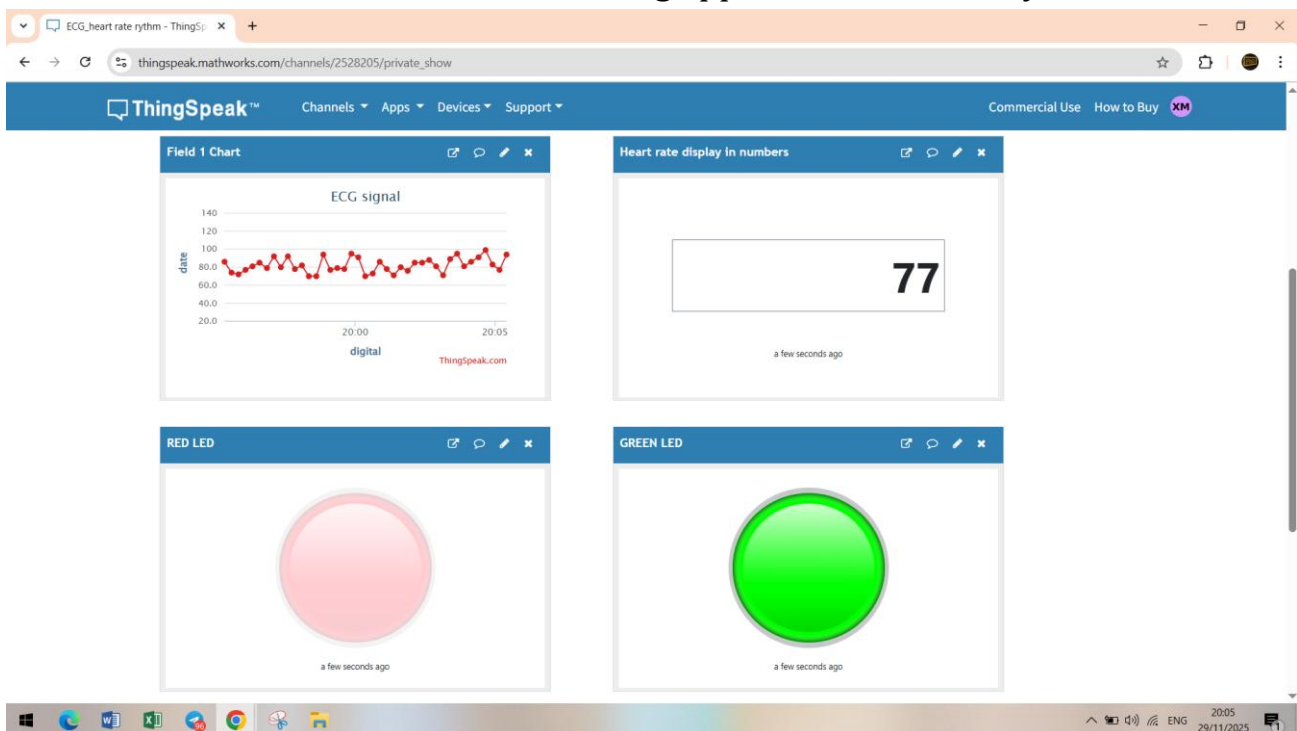 ECG_heart rate rythm - ThingSp
thingspeak.mathworks.com/channels/2528205/private_show
ThingSpeak™ Channels Apps Devices Support Commercial Use How to Buy XM
Field 1 Chart
ECG signal
date
140
120
100
80.0
60.0
40.0
20.0
20:00 20:05
digital
ThingSpeak.com
Heart rate display in numbers
77
a few seconds ago
RED LED
a few seconds ago
GREEN LED
a few seconds ago
ENG 20:05
29/11/2025